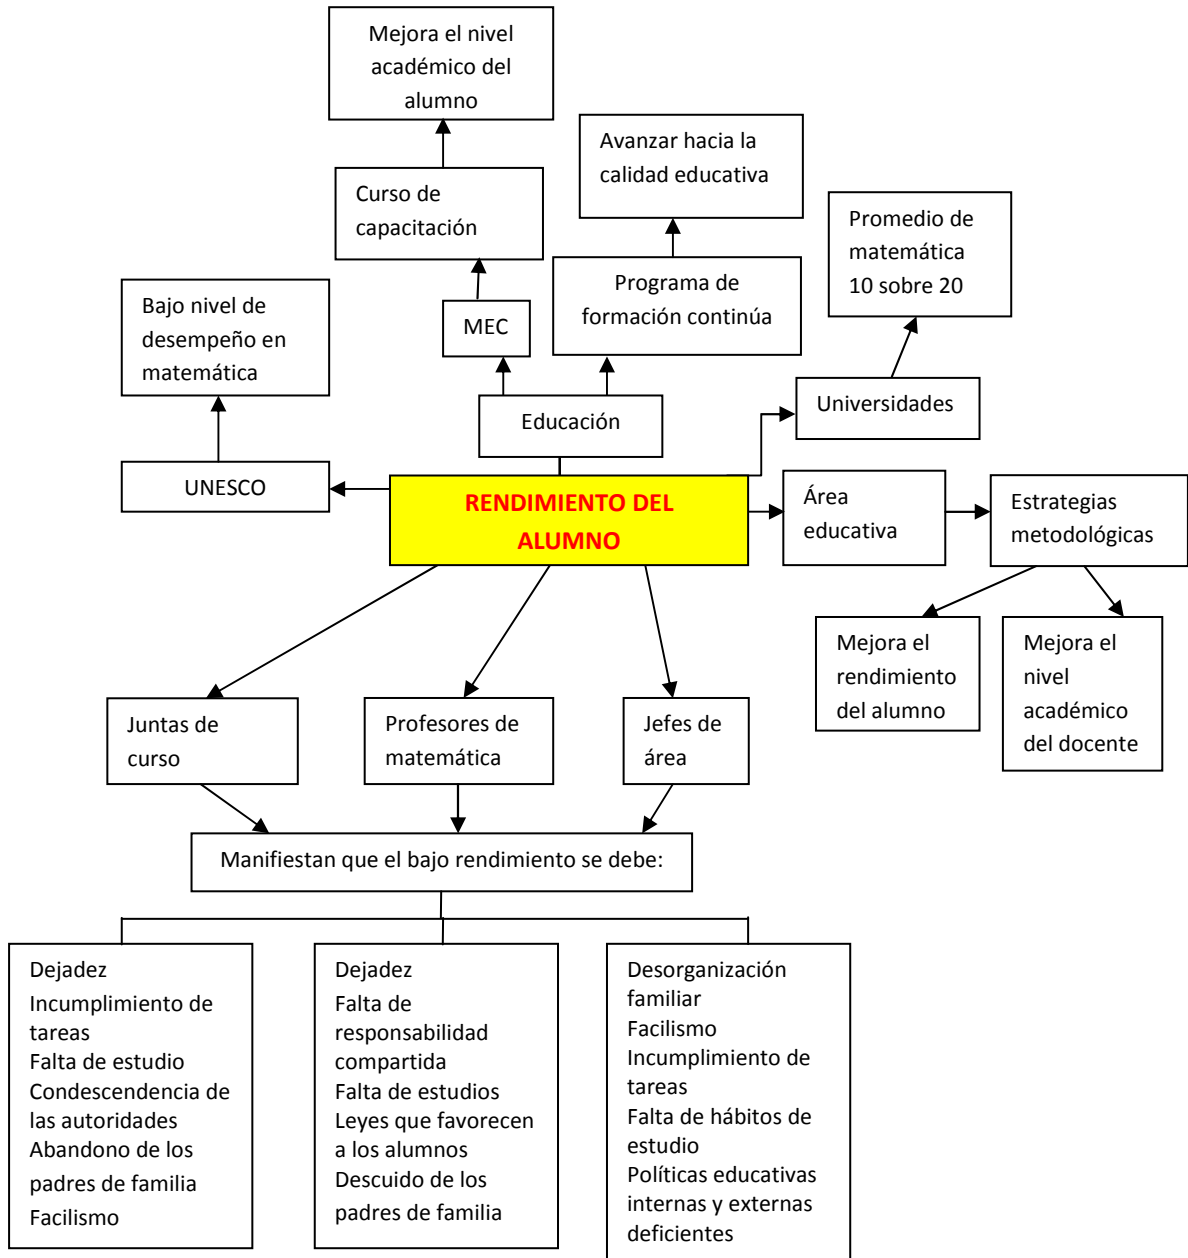 Mejora el nivel
académico del
alumno
Avanzar hacia la
calidad educativa
Curso de
capacitación
Promedio de
matemática
10 sobre 20
Programa de
formación continúa
Bajo nivel de
desempeño en
matemática
MEC
Universidades
Educación
UNESCO
RENDIMIENTO DEL
ALUMNO
Área
educativa
Estrategias
metodológicas
Mejora el
rendimiento
del alumno
Mejora el
nivel
académico
del docente
Juntas de
curso
Profesores de
matemática
Jefes de
área
Manifiestan que el bajo rendimiento se debe:
Dejadez
Incumplimiento de
tareas
Falta de estudio
Condescendencia de
las autoridades
Abandono de los
padres de familia
Facilismo
Dejadez
Falta de
responsabilidad
compartida
Falta de estudios
Leyes que favorecen
a los alumnos
Descuido de los
padres de familia
Desorganización
familiar
Facilismo
Incumplimiento de
tareas
Falta de hábitos de
estudio
Políticas educativas
internas y externas
deficientes